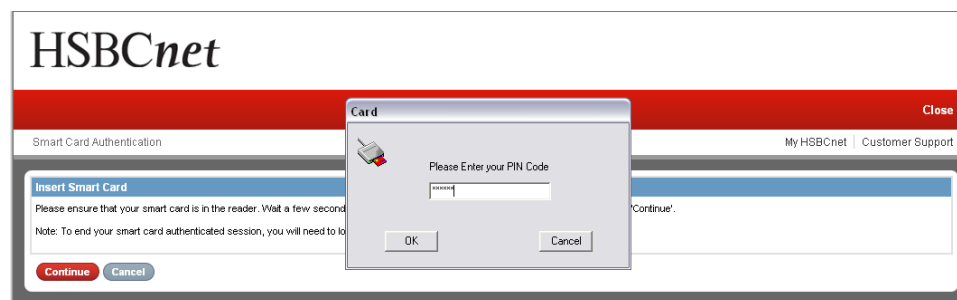 HSBCnet
Close
Smart Card Authentication
My HSBCnet | Customer Support
Card
Please Enter your PIN Code
******
OK
Cancel
Insert Smart Card
Please ensure that your smart card is in the reader. Wait a few second
'Continue'.
Note: To end your smart card authenticated session, you will need to lo
Continue
Cancel